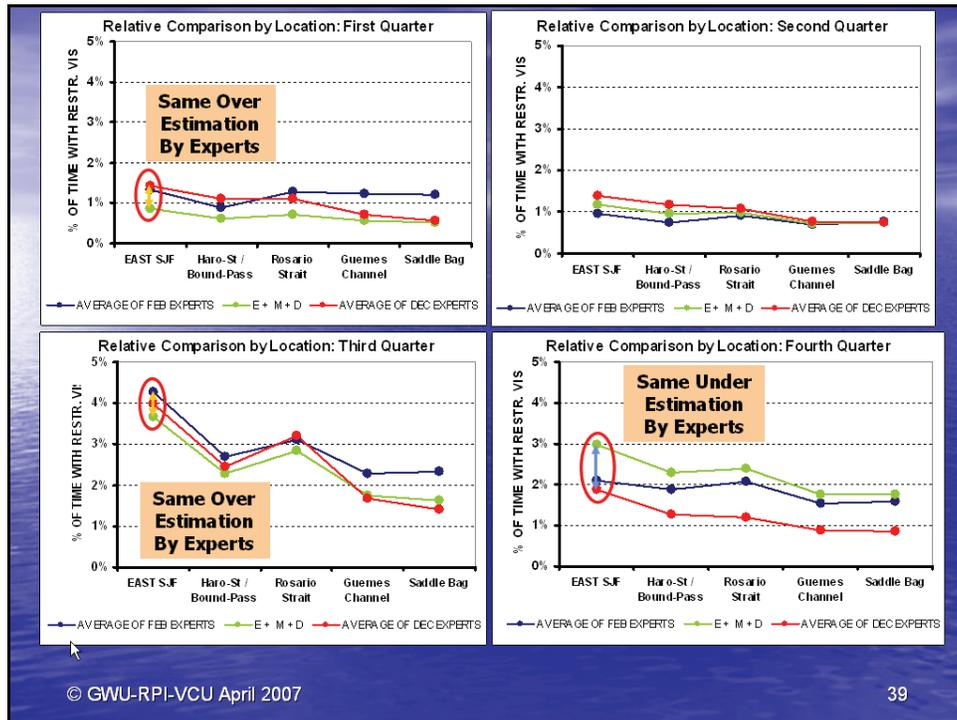 Relative Comparison by Location: First Quarter
% OF TIME WITH RESTR. VIS
5%
4%
3%
2%
1%
0%
Same Over
Estimation
By Experts
EAST SJF
Haro-St /
Bound-Pass
Rosario
Strait
Guemes
Channel
Saddle Bag
AVERAGE OF FEB EXPERTS
E + M + D
AVERAGE OF DEC EXPERTS
Relative Comparison by Location: Second Quarter
% OF TIME WITH RESTR. VIS
5%
4%
3%
2%
1%
0%
EAST SJF
Haro-St /
Bound-Pass
Rosario
Strait
Guemes
Channel
Saddle Bag
AVERAGE OF FEB EXPERTS
E + M + D
AVERAGE OF DEC EXPERTS
Relative Comparison by Location: Third Quarter
% OF TIME WITH RESTR. VI
5%
4%
3%
2%
1%
0%
Same Over
Estimation
By Experts
EAST SJF
Haro-St /
Bound-Pass
Rosario
Strait
Guemes
Channel
Saddle Bag
AVERAGE OF FEB EXPERTS
E + M + D
AVERAGE OF DEC EXPERTS
Relative Comparison by Location: Fourth Quarter
% OF TIME WITH RESTR. VIS
5%
4%
3%
2%
1%
0%
Same Under
Estimation
By Experts
EAST SJF
Haro-St /
Bound-Pass
Rosario
Strait
Guemes
Channel
Saddle Bag
AVERAGE OF FEB EXPERTS
E + M + D
AVERAGE OF DEC EXPERTS
© GWU-RPI-VCU April 2007
39